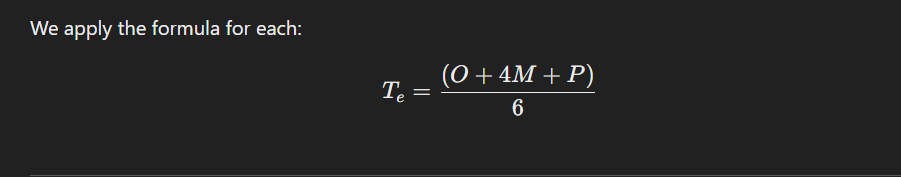 We apply the formula for each:
Tₑ = (O + 4M + P) / 6